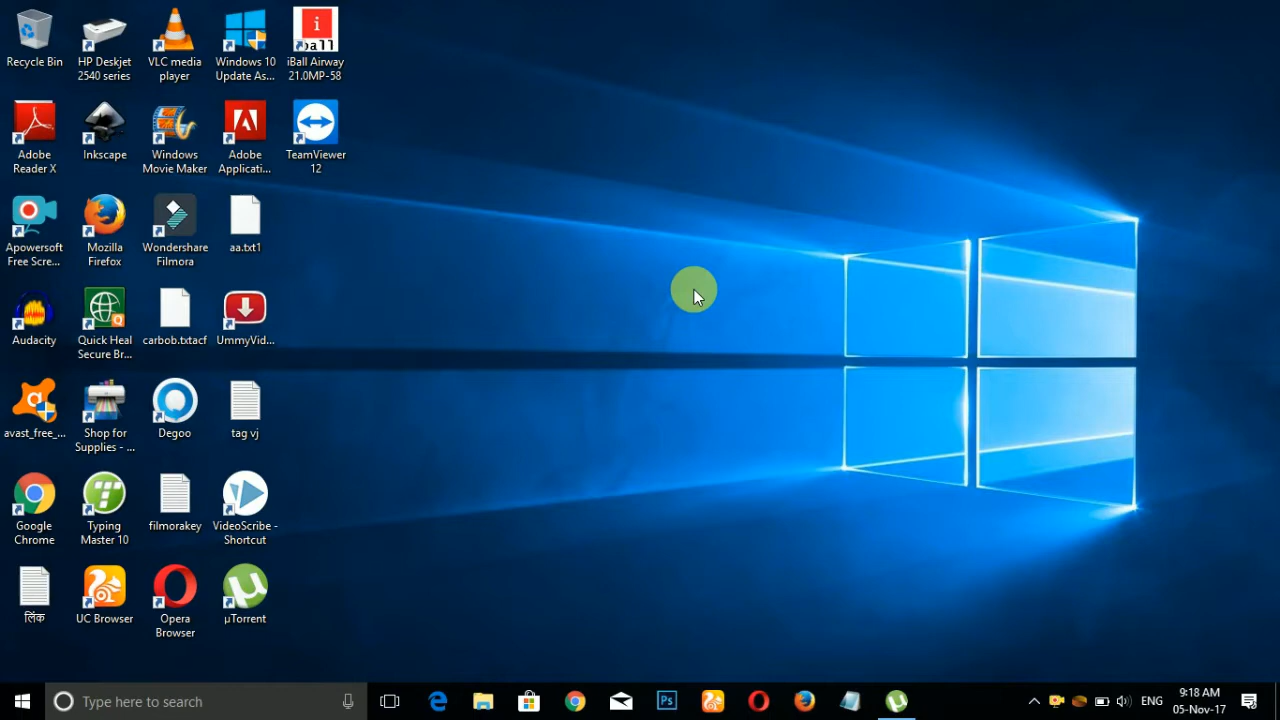 Recycle Bin
HP Deskjet
2540 series
VLC media
player
Windows 10
Update As...
i
ball
iBall Airway
21.0MP-58
Adobe
Reader X
Inkscape
Windows
Movie Maker
Adobe
Applicati...
TeamViewer
12
Apowersoft
Free Scre...
Mozilla
Firefox
Wondershare
Filmora
aa.txt1
Audacity
Quick Heal
Secure Br...
carbob.txtacf
UmmyVid...
avast_free_...
Shop for
Supplies - ...
Degoo
tag vj
Google
Chrome
Typing
Master 10
filmorakey
VideoScribe -
Shortcut
लिंक
UC Browser
Opera
Browser
µTorrent
Type here to search
Ps
ENG
9:18 AM
05-Nov-17